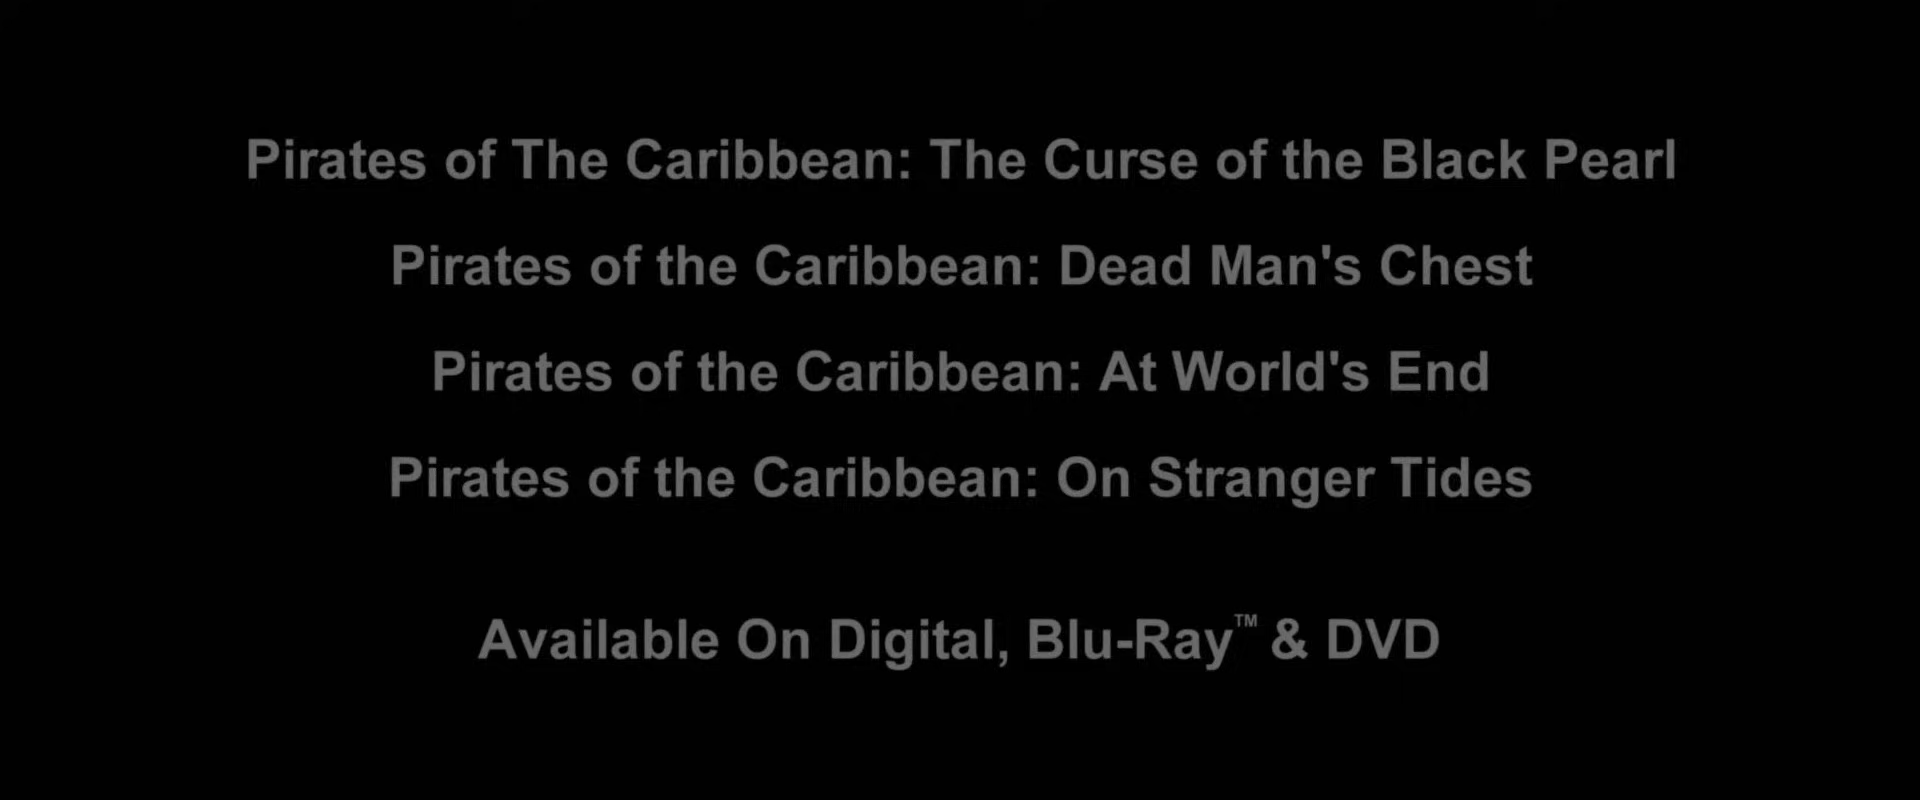 Pirates of The Caribbean: The Curse of the Black Pearl
Pirates of the Caribbean: Dead Man's Chest
Pirates of the Caribbean: At World's End
Pirates of the Caribbean: On Stranger Tides
Available On Digital, Blu-Ray™ & DVD